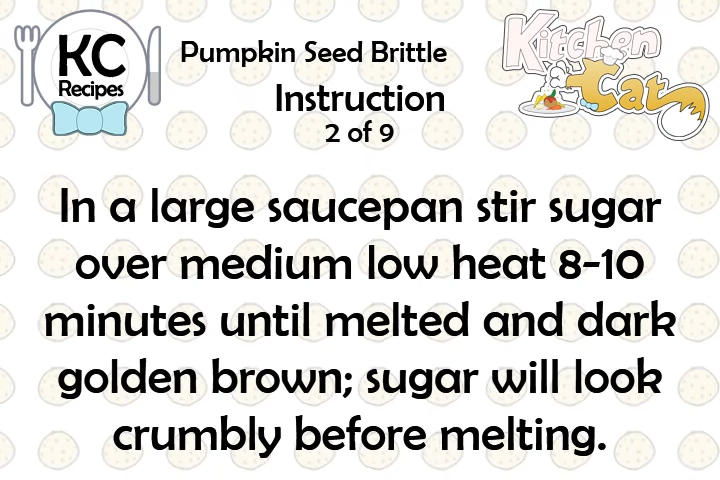 KC
Recipes
Pumpkin Seed Brittle
Instruction
2 of 9
Kitchen
Cat
In a large saucepan stir sugar
over medium low heat 8-10
minutes until melted and dark
golden brown; sugar will look
crumbly before melting.